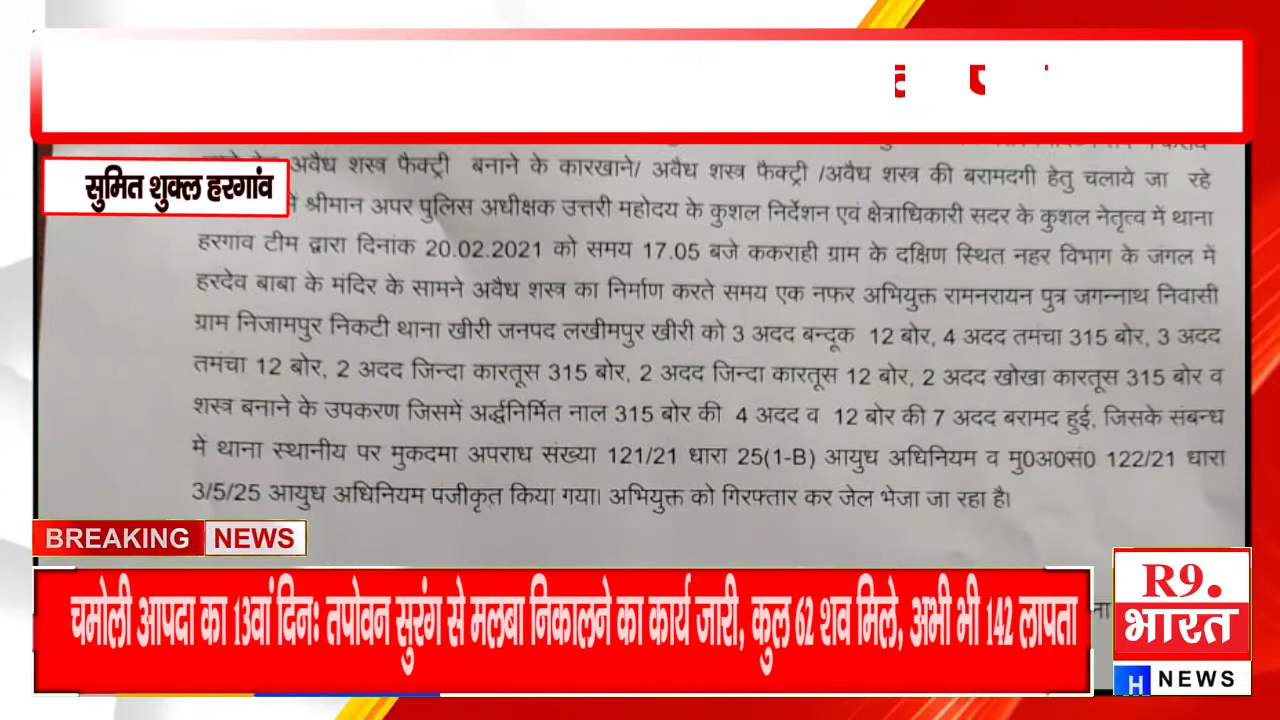 सुमित शुक्ल हरगांव
अवैध शस्त्र फैक्ट्री बनाने के कारखाने/ अवैध शस्त्र फैक्ट्री /अवैध शस्त्र की बरामदगी हेतु चलाये जा रहे
में श्रीमान अपर पुलिस अधीक्षक उत्तरी महोदय के कुशल निर्देशन एवं क्षेत्राधिकारी सदर के कुशल नेतृत्व में थाना
हरगांव टीम द्वारा दिनांक 20.02.2021 को समय 17.05 बजे ककराही ग्राम के दक्षिण स्थित नहर विभाग के जंगल में
हरदेव बाबा के मंदिर के सामने अवैध शस्त्र का निर्माण करते समय एक नफर अभियुक्त रामनरायन पुत्र जगन्नाथ निवासी
ग्राम निजामपुर निकटी थाना खीरी जनपद लखीमपुर खीरी को 3 अदद बन्दूक 12 बोर, 4 अदद तमंचा 315 बोर, 3 अदद
तमंचा 12 बोर, 2 अदद जिन्दा कारतूस 315 बोर, 2 अदद जिन्दा कारतूस 12 बोर, 2 अदद खोखा कारतूस 315 बोर व
शस्त्र बनाने के उपकरण जिसमें अर्द्धनिर्मित नाल 315 बोर की 4 अदद व 12 बोर की 7 अदद बरामद हुई, जिसके संबन्ध
में थाना स्थानीय पर मुकदमा अपराध संख्या 121/21 धारा 25(1-B) आयुध अधिनियम व मु0अ0सं0 122/21 धारा
3/5/25 आयुध अधिनियम पंजीकृत किया गया। अभियुक्त को गिरफ्तार कर जेल भेजा जा रहा है।
BREAKING NEWS
चमोली आपदा का 13वां दिनः तपोवन सुरंग से मलबा निकालने का कार्य जारी, कुल 62 शव मिले, अभी भी 142 लापता
R9.
भारत
H NEWS